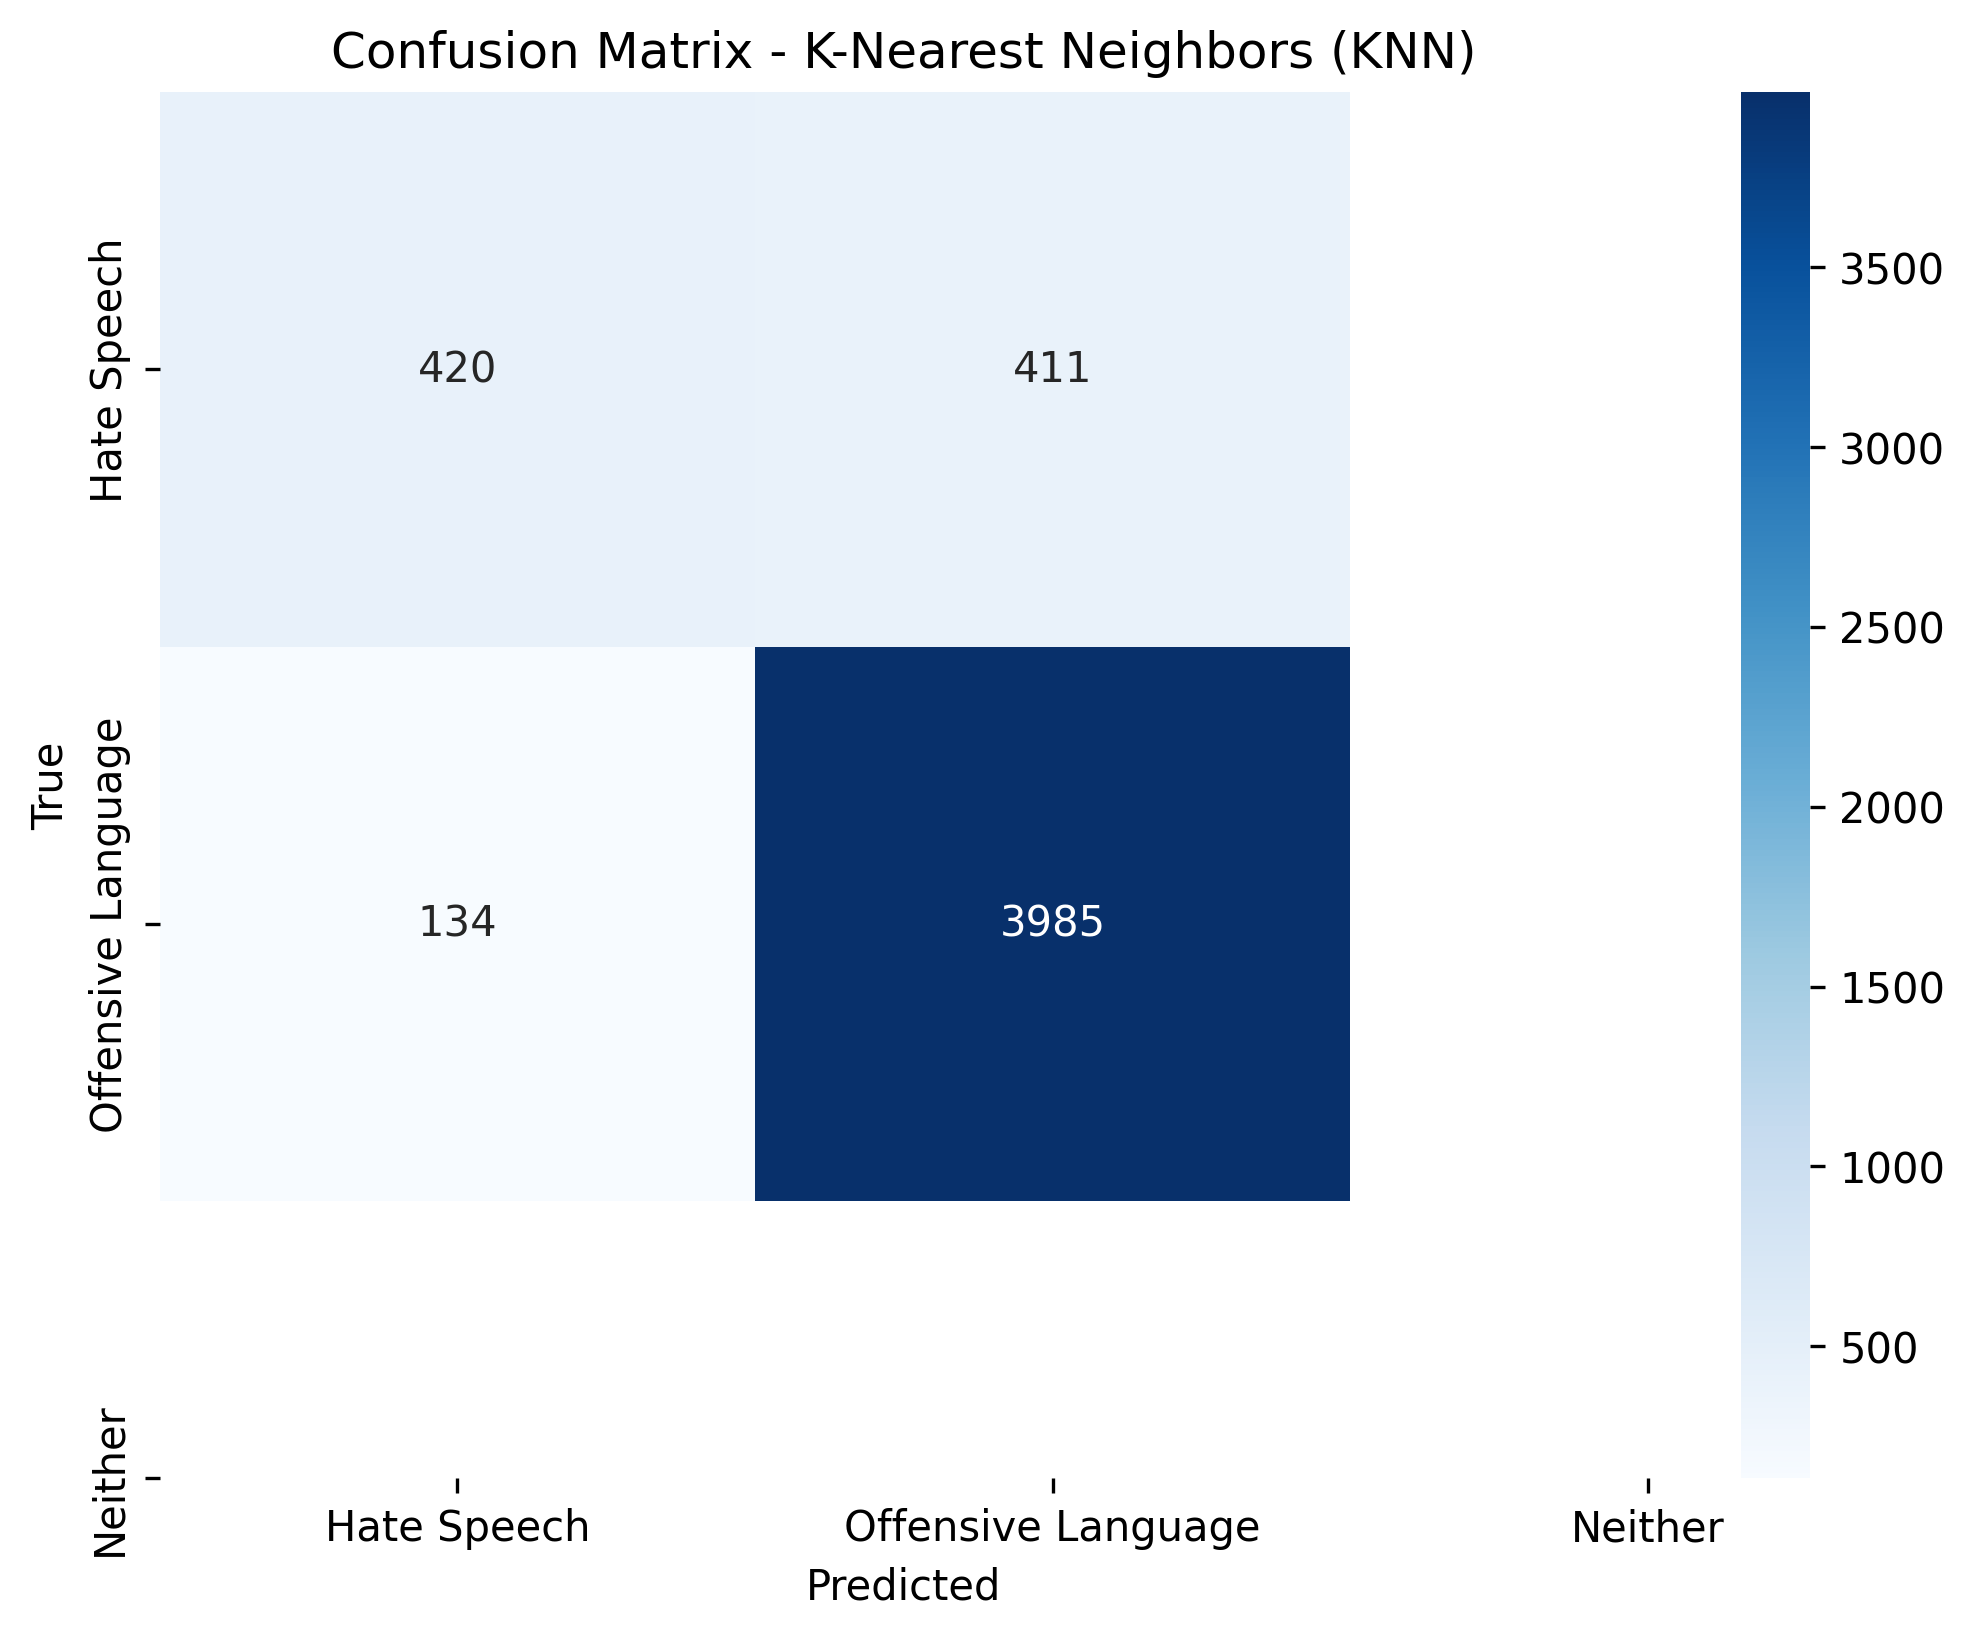 Confusion Matrix - K-Nearest Neighbors (KNN)
True
Hate Speech
420
411
Offensive Language
134
3985
Neither
Hate Speech
Offensive Language
Neither
Predicted
3500
3000
2500
2000
1500
1000
500